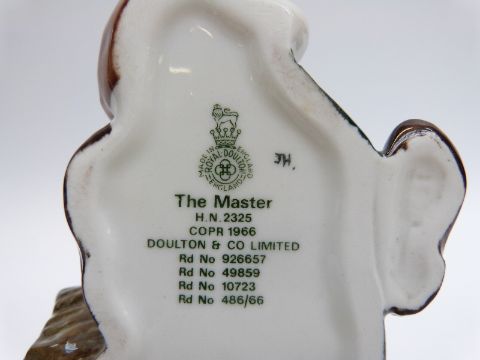 MADE IN ENGLAND
ROYAL DOULTON
ENGLAND
JH.
The Master
H.N. 2325
COPR 1966
DOULTON & CO LIMITED
Rd No 926657
Rd No 49859
Rd No 10723
Rd No 486/66